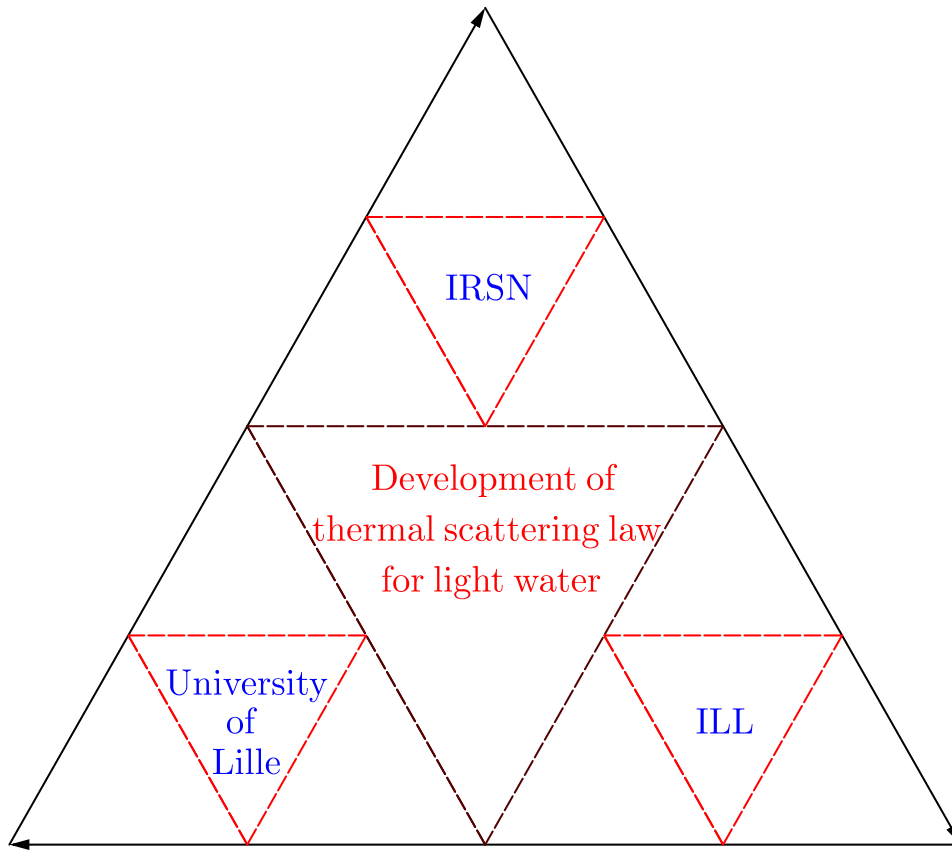 IRSN
Development of
thermal scattering law
for light water
University
of
Lille
ILL